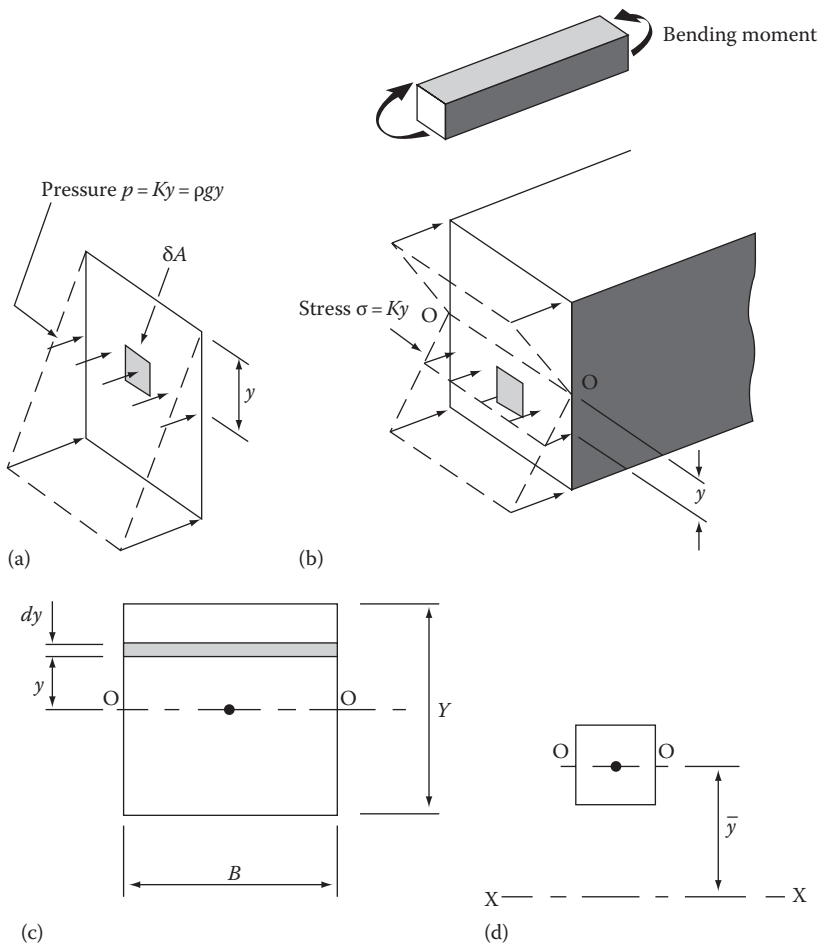 Bending moment
Pressure p = Ky = ρgy
δA
y
(a)
Stress σ = Ky
O
O
y
(b)
dy
y
O
O
Y
B
(c)
O
O
y̅
X
X
(d)